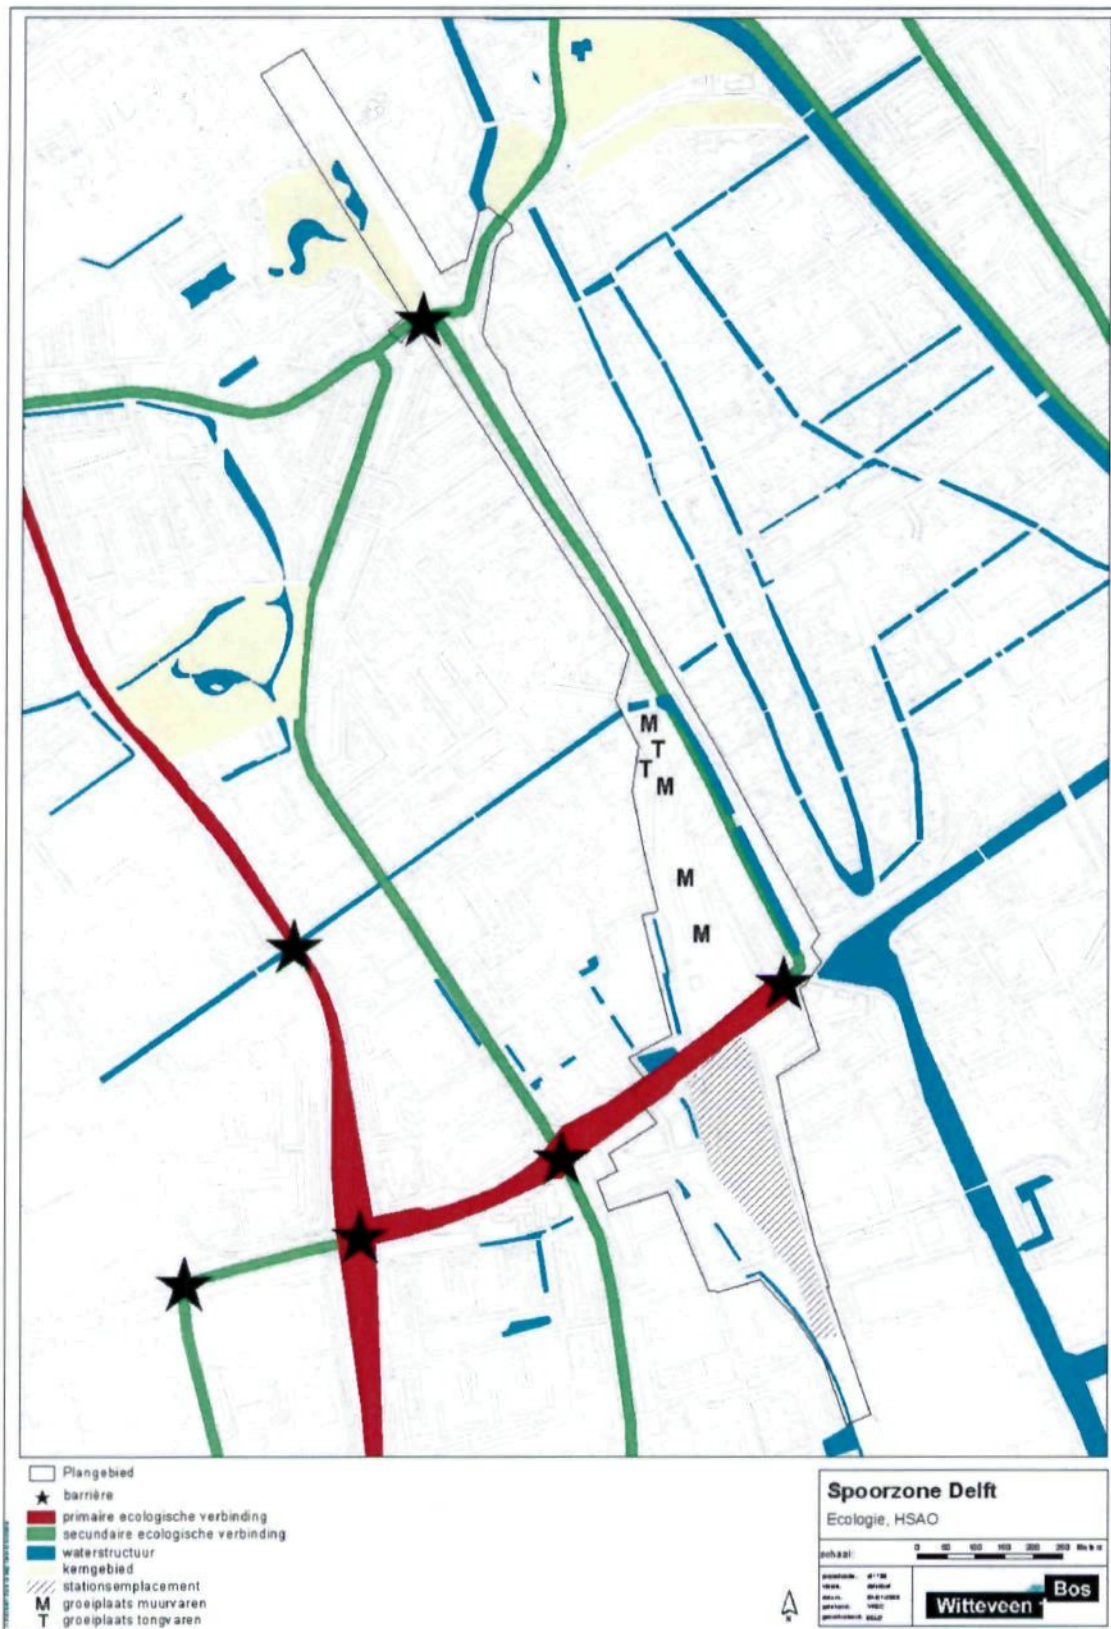 M
T
T
M
M
M
Plangebied
barrière
primaire ecologische verbinding
secundaire ecologische verbinding
waterstructuur
kerngebied
stationsemplacement
M groeiplaats muurvaren
T groeiplaats tongvaren
Spoorzone Delft
Ecologie, HSAO
schaal:
0 50 100 150 200 250
N
Witteveen
Bos